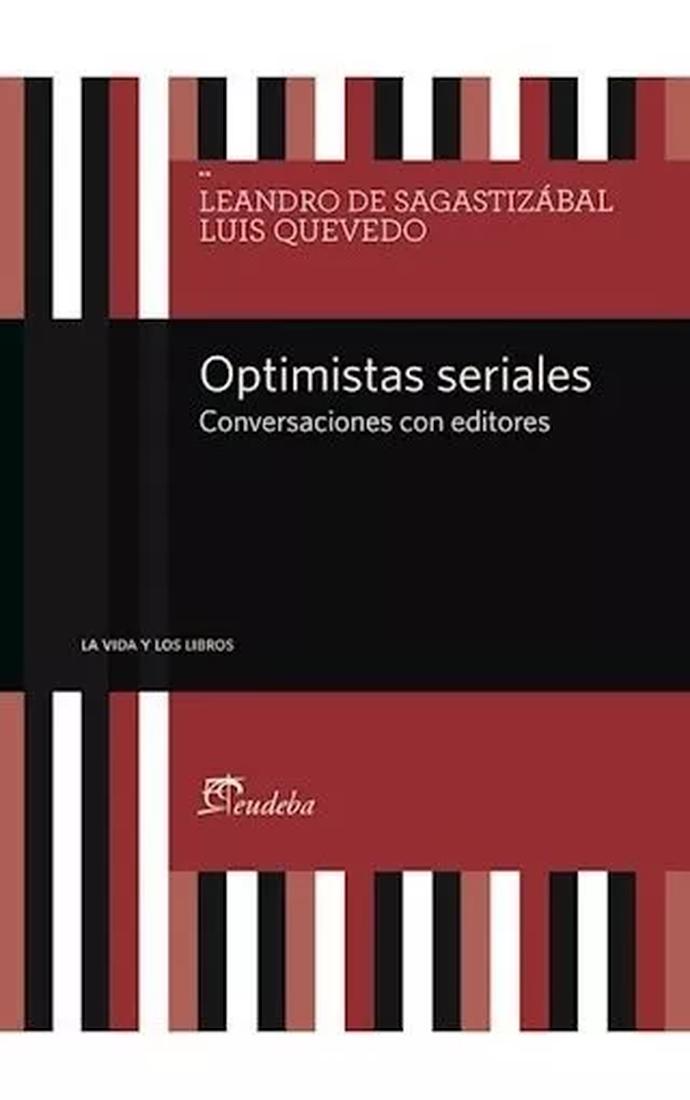 LEANDRO DE SAGASTIZÁBAL
LUIS QUEVEDO
Optimistas seriales
Conversaciones con editores
LA VIDA Y LOS LIBROS
eudeba